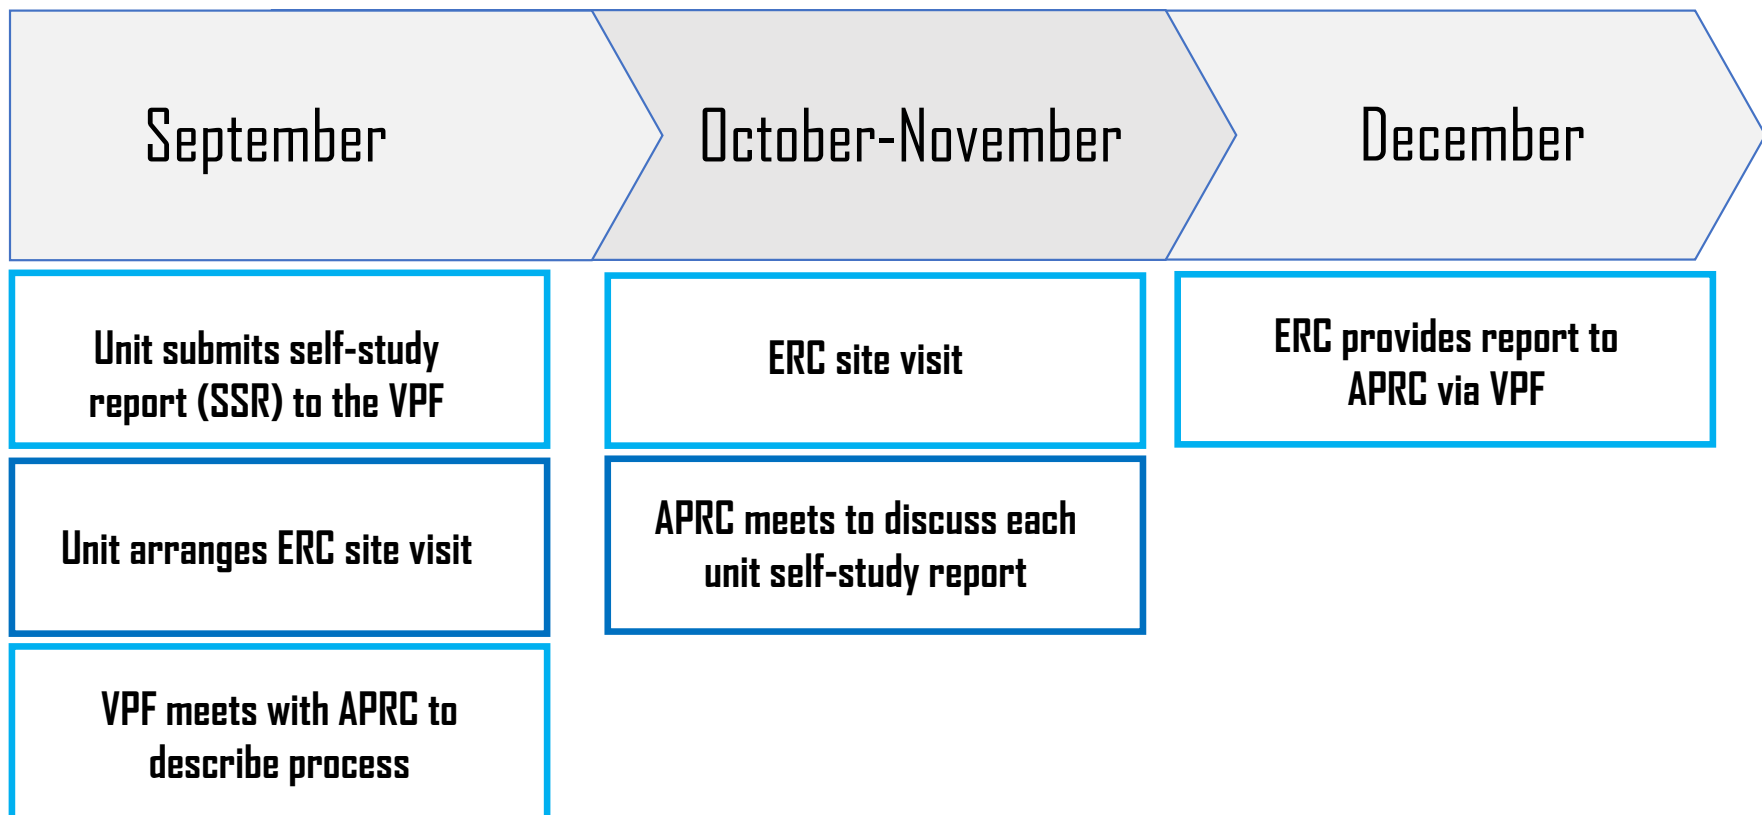 September
October-November
December
Unit submits self-study
report (SSR) to the VPF
Unit arranges ERC site visit
VPF meets with APRC to
describe process
ERC site visit
APRC meets to discuss each
unit self-study report
ERC provides report to
APRC via VPF